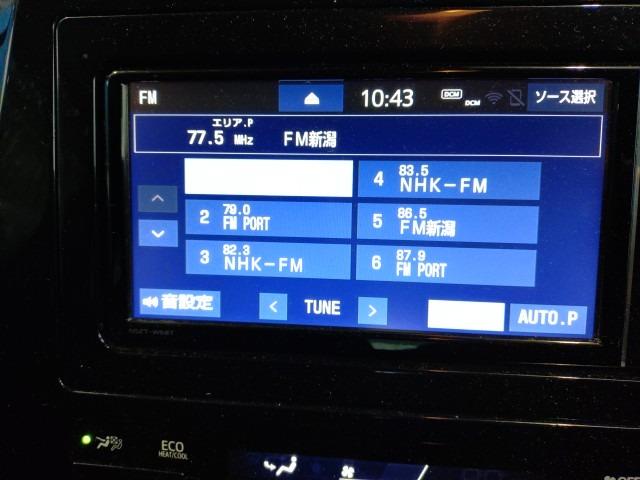 FM
10:43
DCM
DCM
ソース選択
エリア.P
77.5 MHz FM新潟
4 83.5 NHK-FM
2 79.0 FM PORT
5 86.5 FM新潟
3 82.3 NHK-FM
6 87.9 FM PORT
音設定
< TUNE >
AUTO.P
ECO
HEAT/COOL